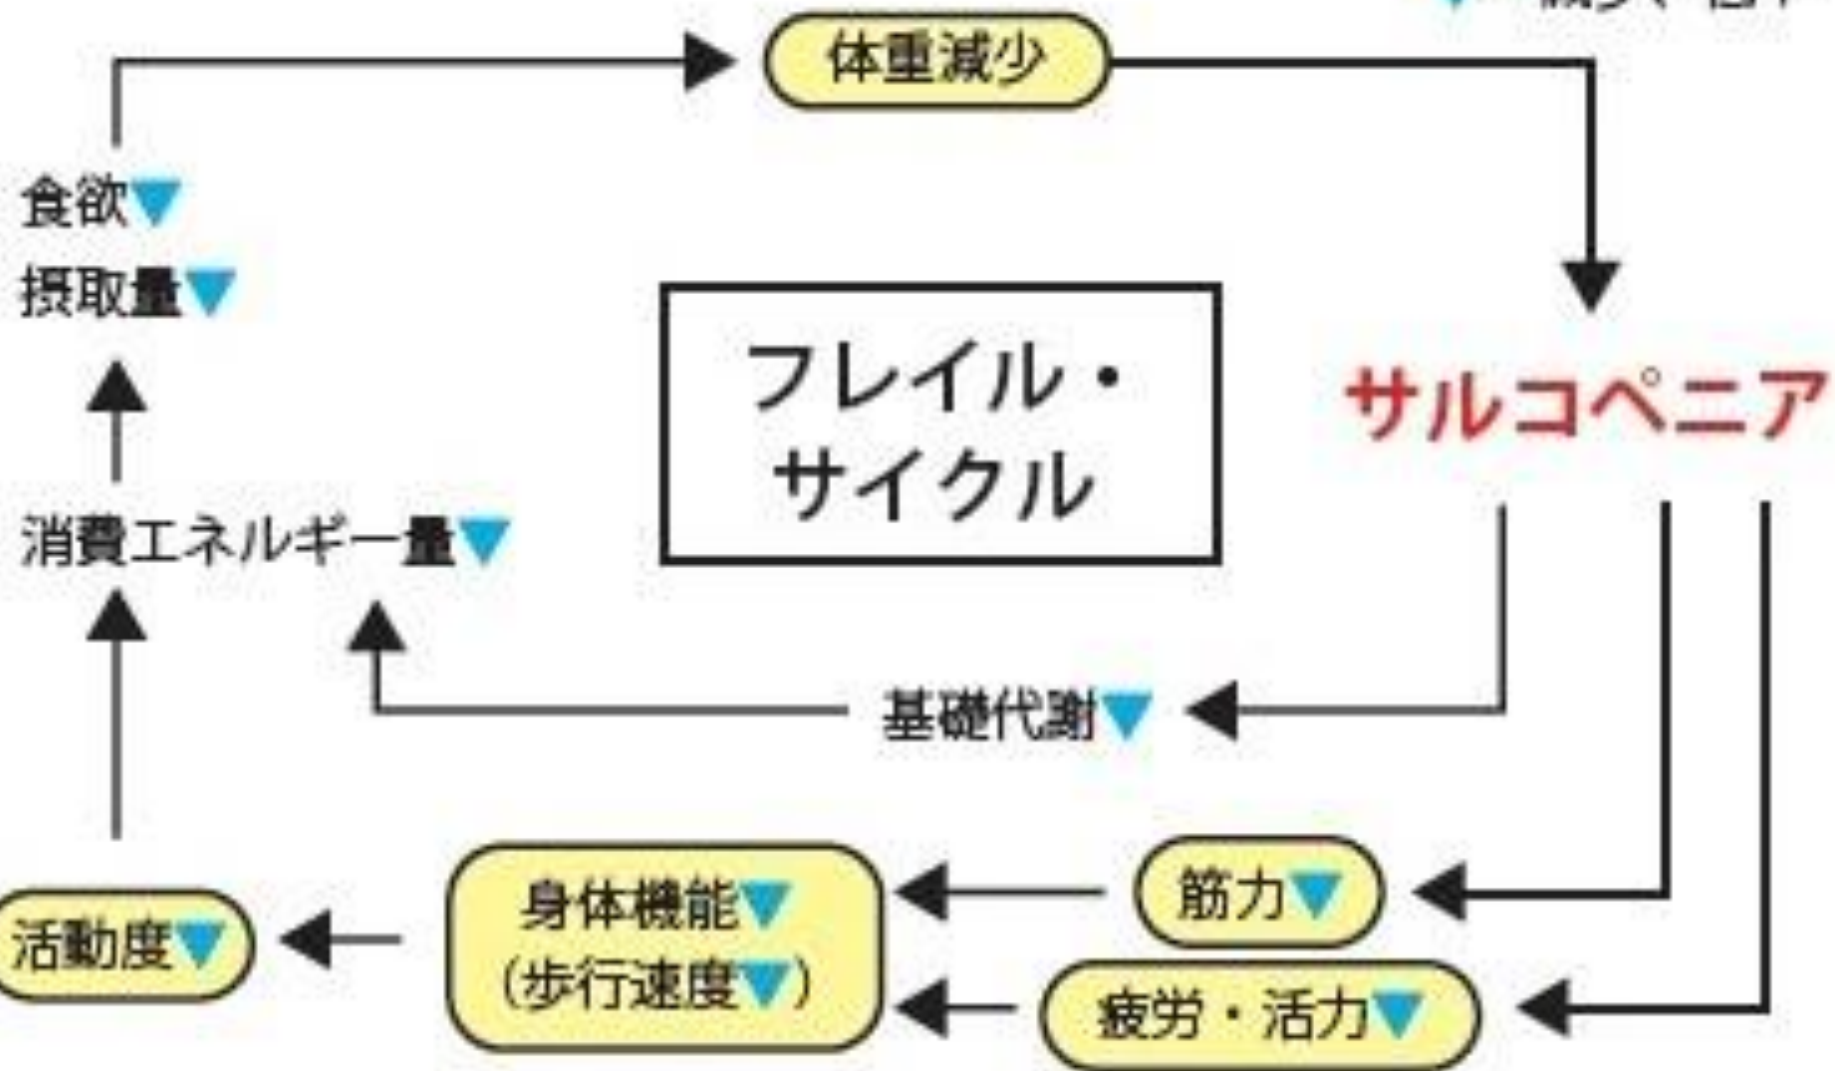 体重減少
食欲▼
摂取量▼
フレイル・
サイクル
サルコペニア
消費エネルギー量▼
基礎代謝▼
筋力▼
身体機能▼
(歩行速度▼)
活動度▼
疲労・活力▼